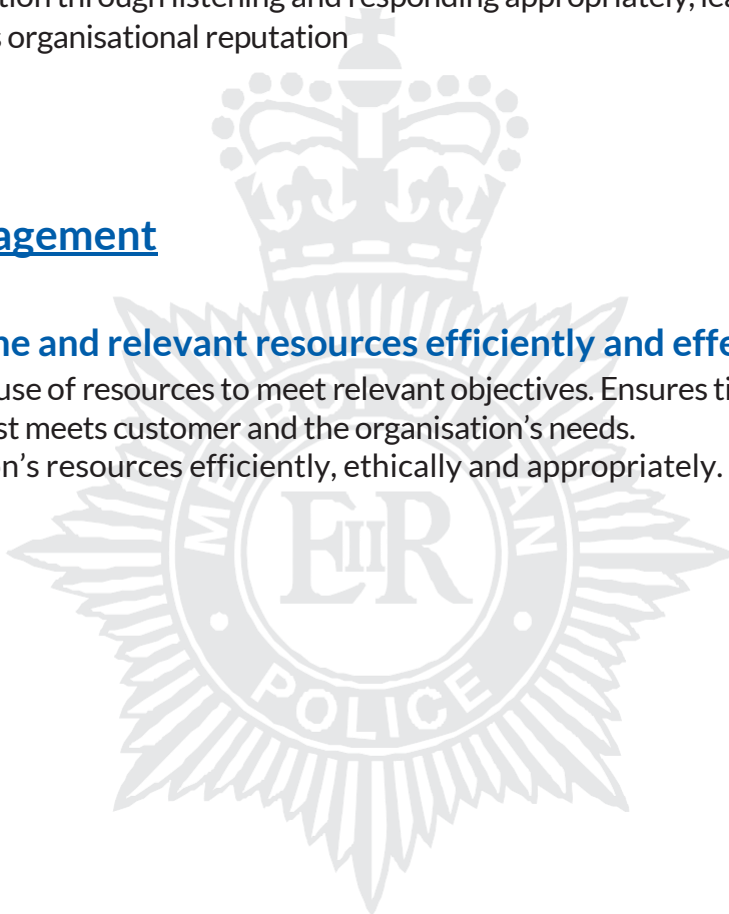 tion through listening and responding appropriately, lea
s organisational reputation
agement
ne and relevant resources efficiently and effe
use of resources to meet relevant objectives. Ensures ti
st meets customer and the organisation’s needs.
on’s resources efficiently, ethically and appropriately.
METROPOLITAN
EIIR
POLICE